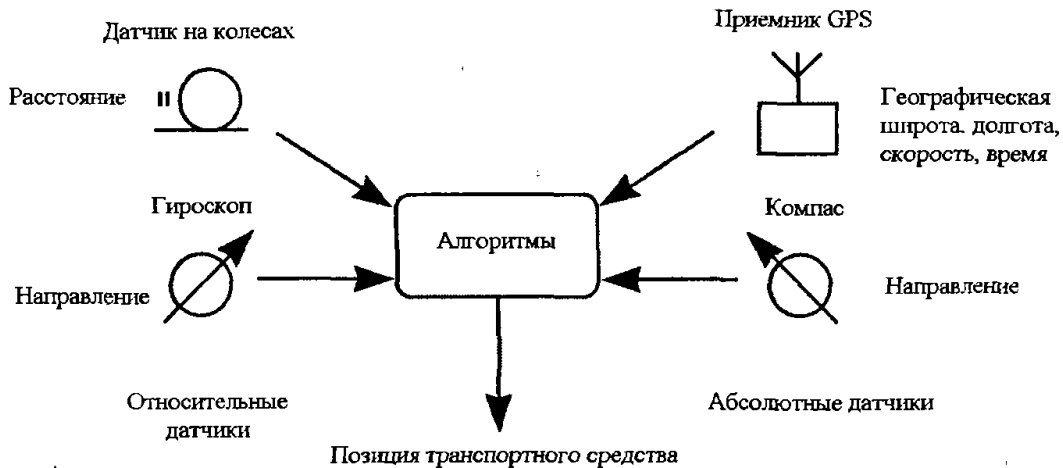 Датчик на колесах
Приемник GPS
Расстояние
Географическая
широта. долгота,
скорость, время
Гироскоп
Компас
Алгоритмы
Направление
Направление
Относительные
датчики
Абсолютные датчики
Позиция транспортного средства